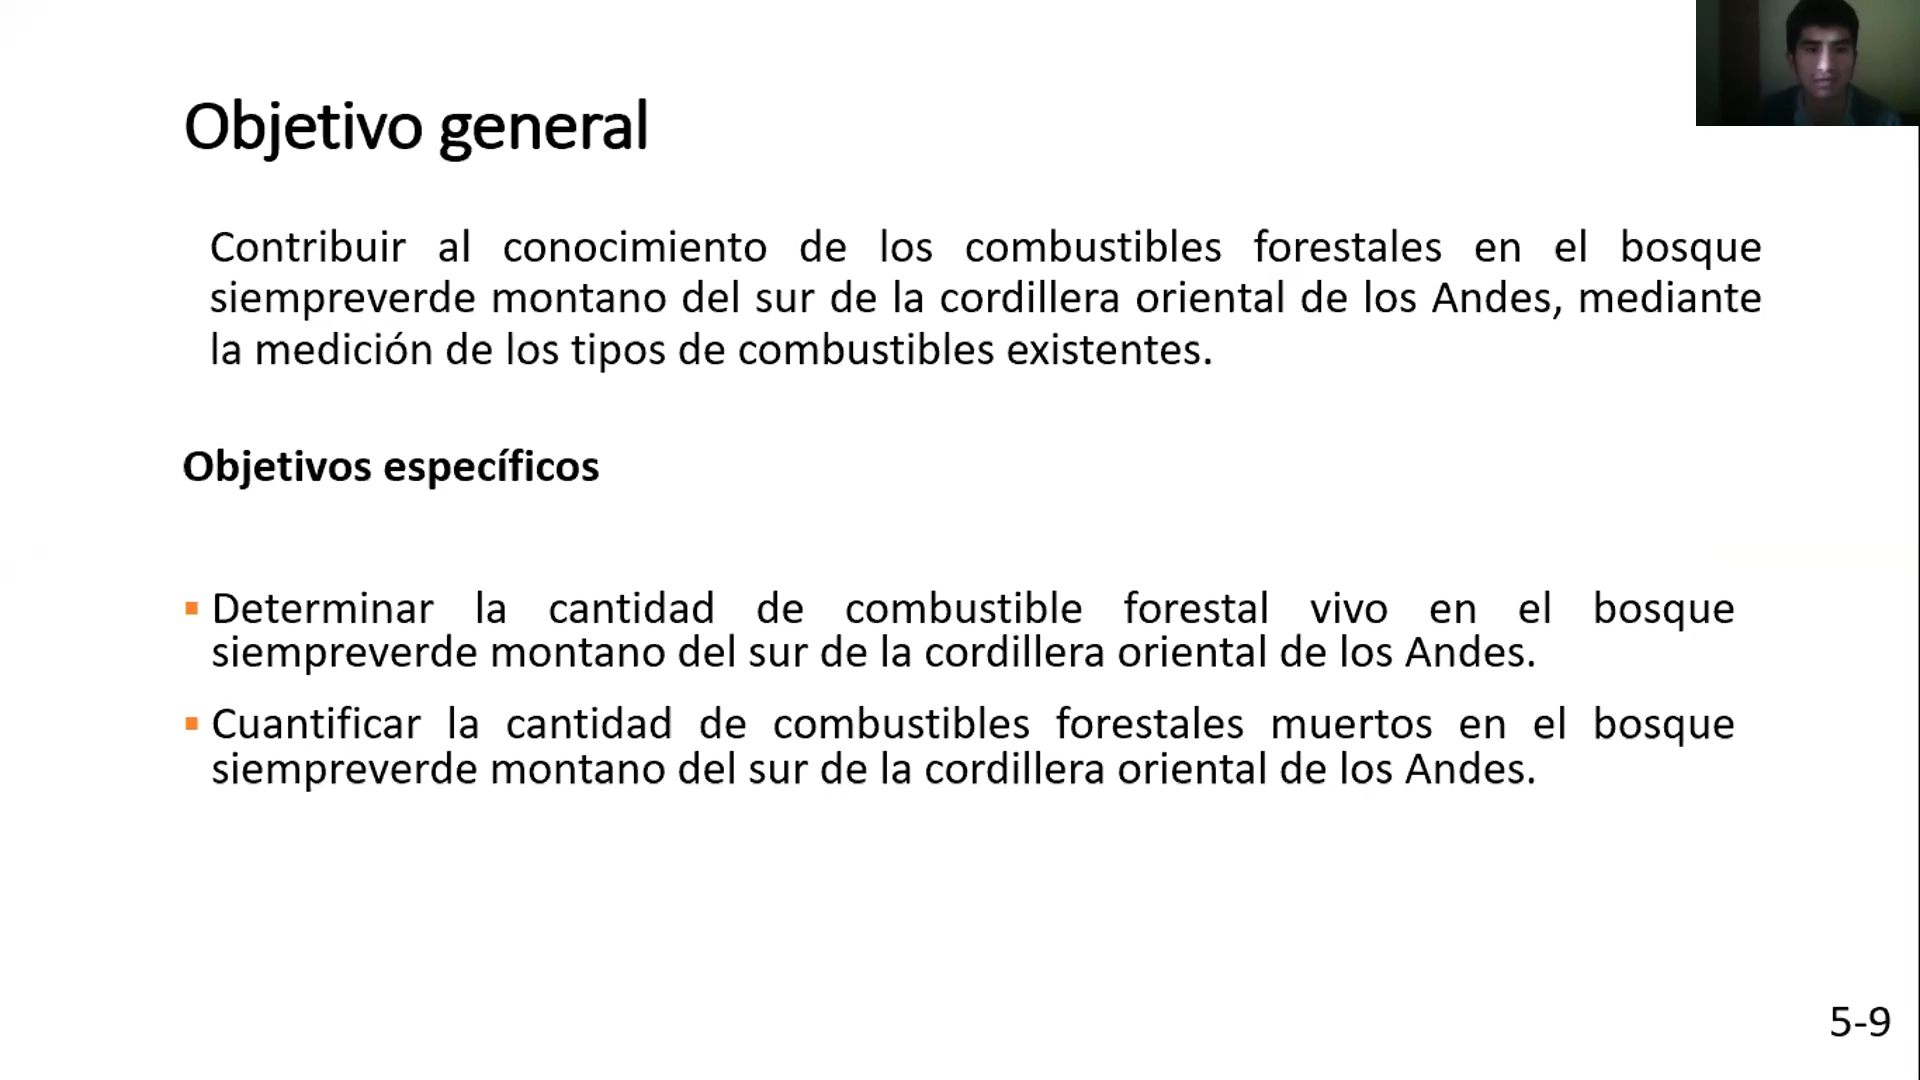 Objetivo general
Contribuir al conocimiento de los combustibles forestales en el bosque
siempreverde montano del sur de la cordillera oriental de los Andes, mediante
la medición de los tipos de combustibles existentes.
Objetivos específicos
▪ Determinar la cantidad de combustible forestal vivo en el bosque
siempreverde montano del sur de la cordillera oriental de los Andes.
▪ Cuantificar la cantidad de combustibles forestales muertos en el bosque
siempreverde montano del sur de la cordillera oriental de los Andes.
5-9